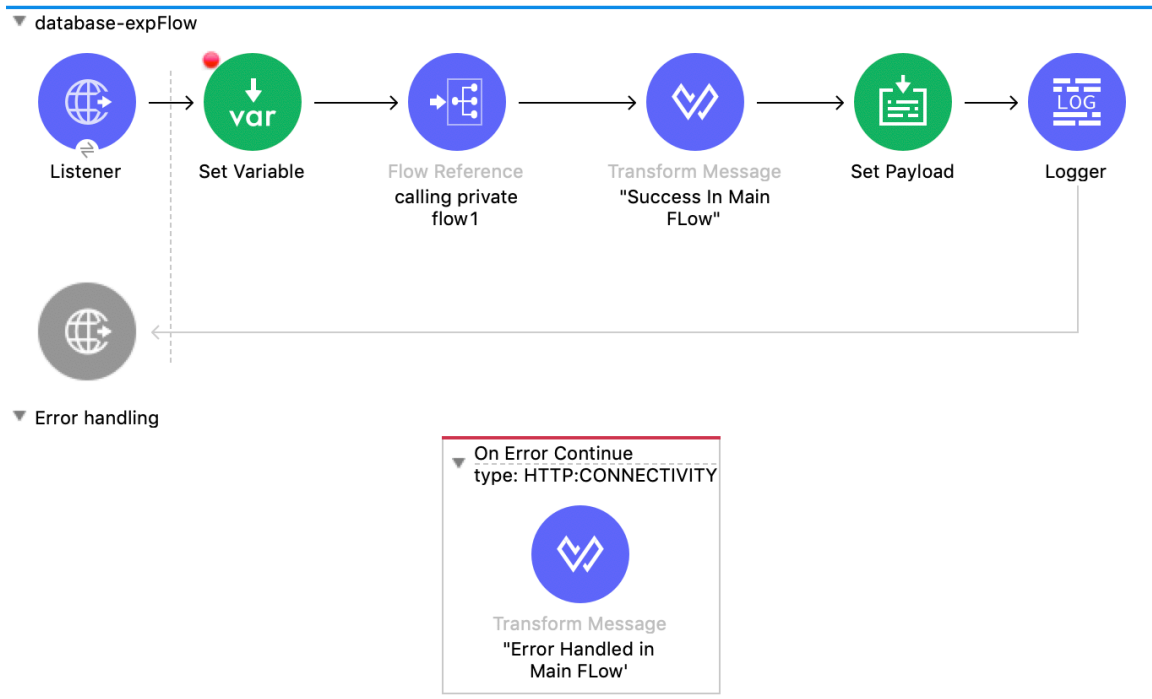 database-expFlow
var
LOG
Listener
Set Variable
Flow Reference
calling private
flow1
Transform Message
"Success In Main
FLow"
Set Payload
Logger
Error handling
On Error Continue
type: HTTP:CONNECTIVITY
Transform Message
"Error Handled in
Main FLow'